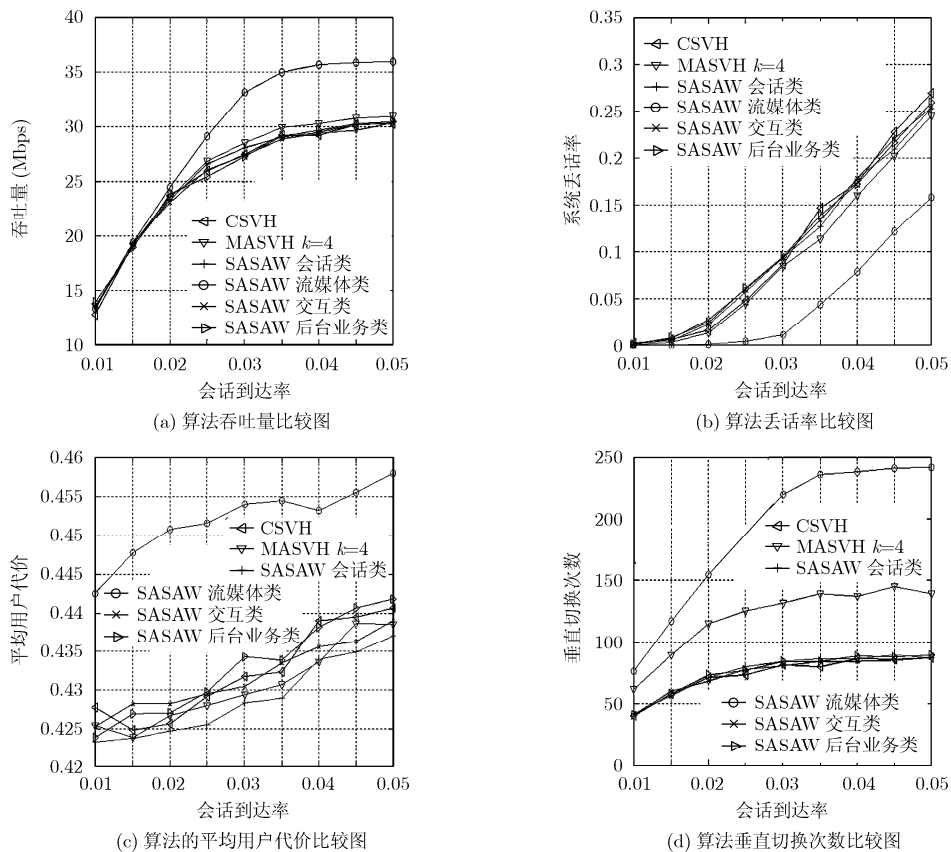 40
35
30
25
20
15
10
0.01 0.02 0.03 0.04 0.05
吞吐量 (Mbps)
CSVH
MASVH k=4
SASAW 会话类
SASAW 流媒体类
SASAW 交互类
SASAW 后台业务类
会话到达率
(a) 算法吞吐量比较图
0.35
0.30
0.25
0.20
0.15
0.10
0.05
0
0.01 0.02 0.03 0.04 0.05
系统丢话率
CSVH
MASVH k=4
SASAW 会话类
SASAW 流媒体类
SASAW 交互类
SASAW 后台业务类
会话到达率
(b) 算法丢话率比较图
0.46
0.455
0.45
0.445
0.44
0.435
0.43
0.425
0.42
0.01 0.02 0.03 0.04 0.05
平均用户代价
CSVH
MASVH k=4
SASAW 会话类
SASAW 流媒体类
SASAW 交互类
SASAW 后台业务类
会话到达率
(c) 算法的平均用户代价比较图
250
200
150
100
50
0
0.01 0.02 0.03 0.04 0.05
垂直切换次数
CSVH
MASVH k=4
SASAW 会话类
SASAW 流媒体类
SASAW 交互类
SASAW 后台业务类
会话到达率
(d) 算法垂直切换次数比较图